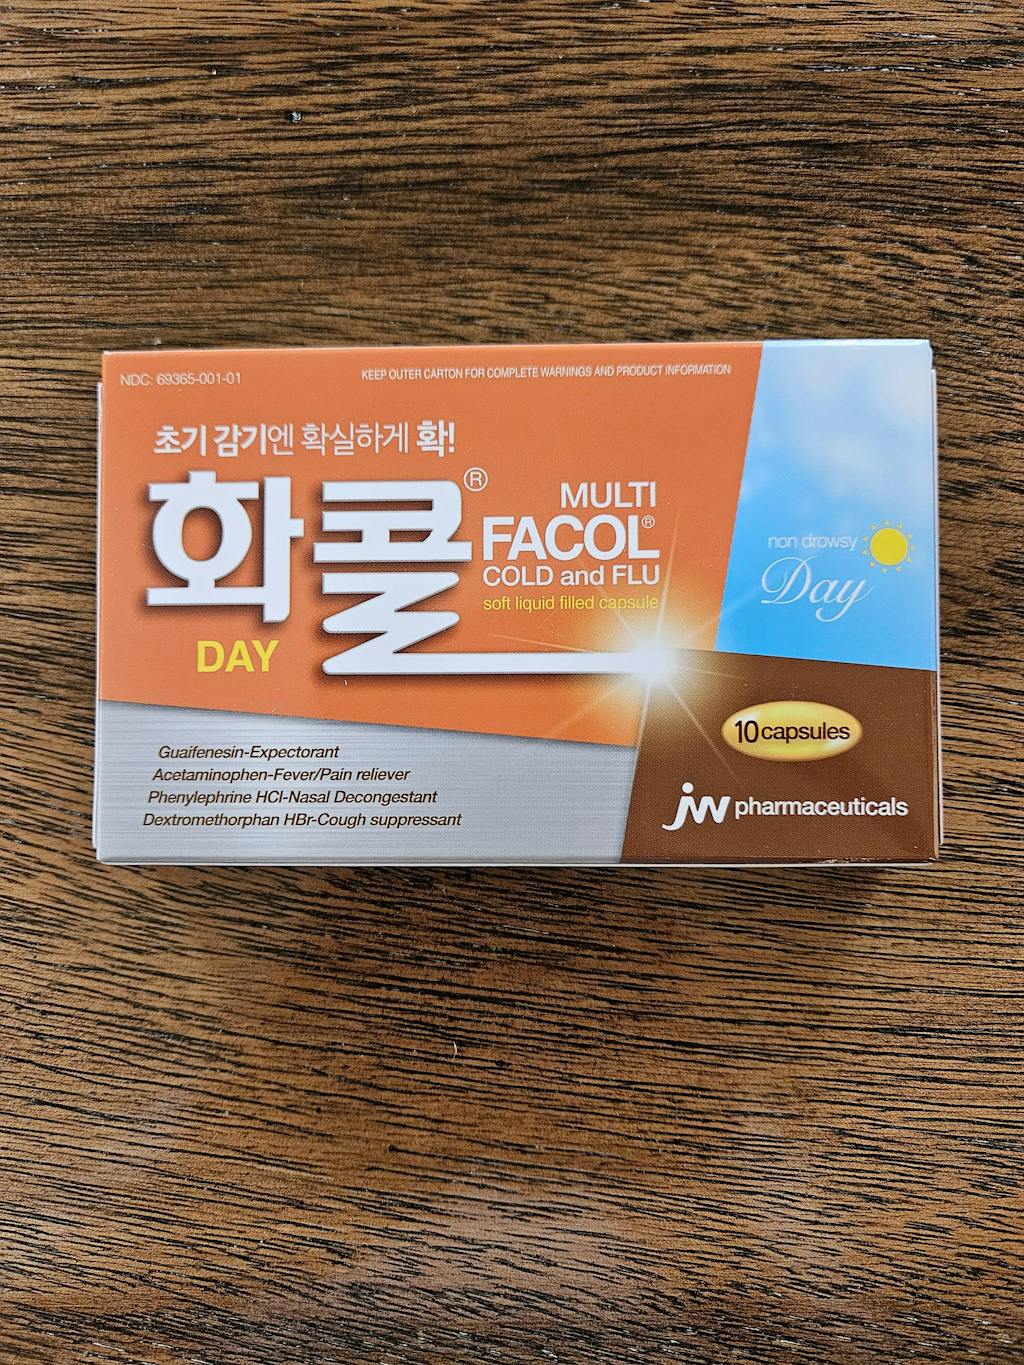 NDC: 69365-001-01
KEEP OUTER CARTON FOR COMPLETE WARNINGS AND PRODUCT INFORMATION
초기 감기엔 확실하게 확!
화콜®
DAY
MULTI
FACOL®
COLD and FLU
soft liquid filled capsule
non drowsy
Day
10 capsules
Guaifenesin-Expectorant
Acetaminophen-Fever/Pain reliever
Phenylephrine HCl-Nasal Decongestant
Dextromethorphan HBr-Cough suppressant
jw pharmaceuticals